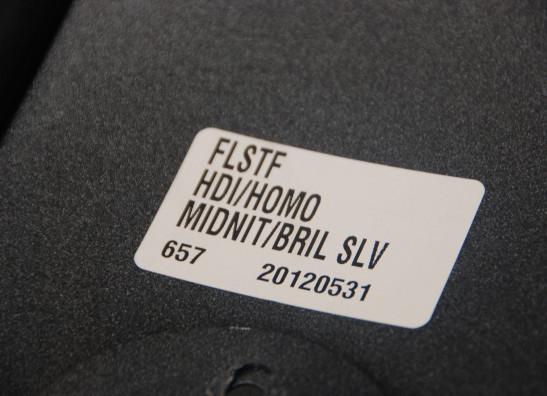 FLSTF
HDI/HOMO
MIDNIT/BRIL SLV
657 20120531